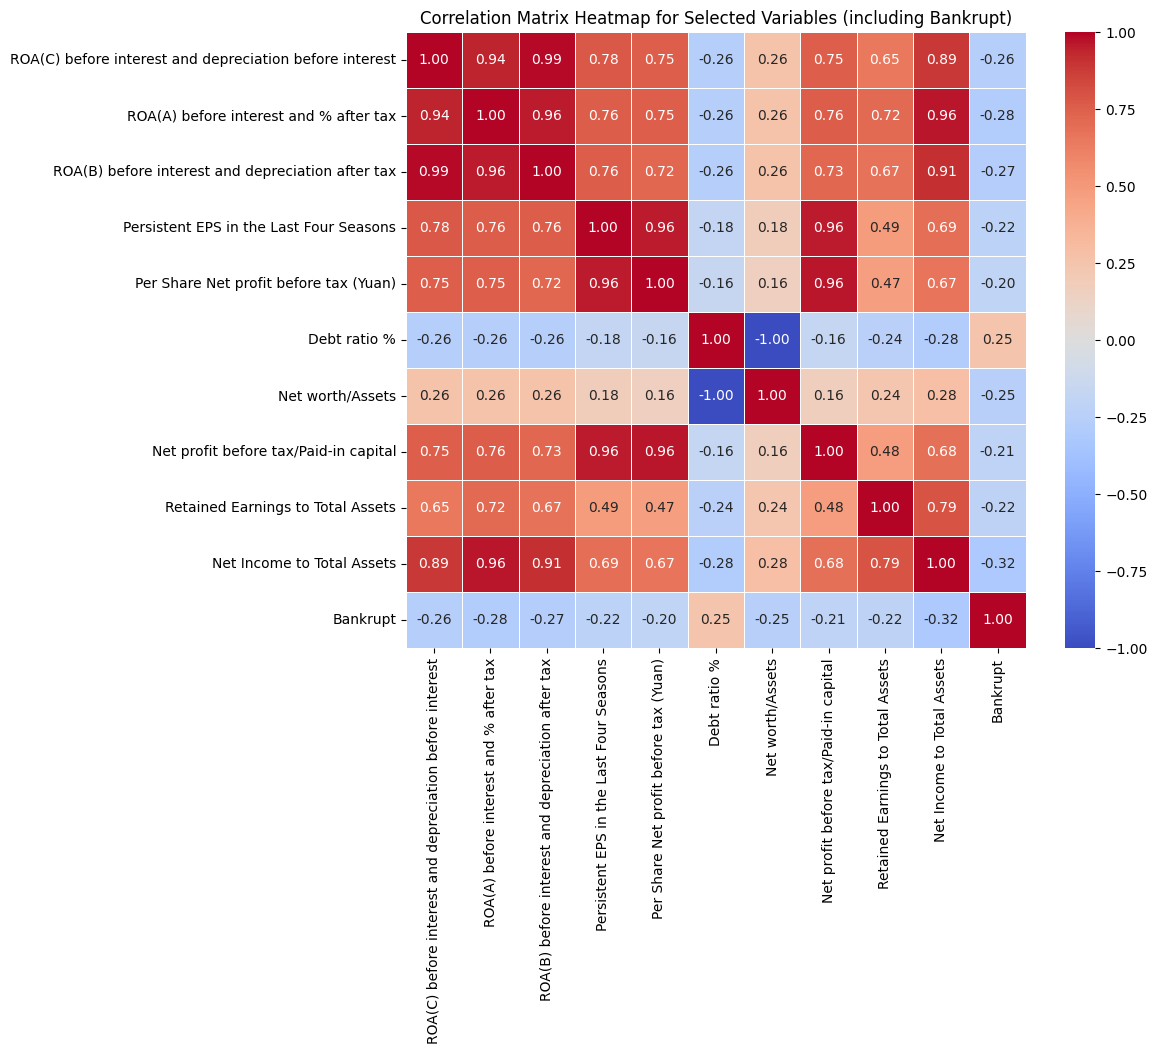 Correlation Matrix Heatmap for Selected Variables (including Bankrupt)
ROA(C) before interest and depreciation before interest 1.00 0.94 0.99 0.78 0.75 -0.26 0.26 0.75 0.65 0.89 -0.26
ROA(A) before interest and % after tax 0.94 1.00 0.96 0.76 0.75 -0.26 0.26 0.76 0.72 0.96 -0.28
ROA(B) before interest and depreciation after tax 0.99 0.96 1.00 0.76 0.72 -0.26 0.26 0.73 0.67 0.91 -0.27
Persistent EPS in the Last Four Seasons 0.78 0.76 0.76 1.00 0.96 -0.18 0.18 0.96 0.49 0.69 -0.22
Per Share Net profit before tax (Yuan) 0.75 0.75 0.72 0.96 1.00 -0.16 0.16 0.96 0.47 0.67 -0.20
Debt ratio % -0.26 -0.26 -0.26 -0.18 -0.16 1.00 -1.00 -0.16 -0.24 -0.28 0.25
Net worth/Assets 0.26 0.26 0.26 0.18 0.16 -1.00 1.00 0.16 0.24 0.28 -0.25
Net profit before tax/Paid-in capital 0.75 0.76 0.73 0.96 0.96 -0.16 0.16 1.00 0.48 0.68 -0.21
Retained Earnings to Total Assets 0.65 0.72 0.67 0.49 0.47 -0.24 0.24 0.48 1.00 0.79 -0.22
Net Income to Total Assets 0.89 0.96 0.91 0.69 0.67 -0.28 0.28 0.68 0.79 1.00 -0.32
Bankrupt -0.26 -0.28 -0.27 -0.22 -0.20 0.25 -0.25 -0.21 -0.22 -0.32 1.00
ROA(C) before interest and depreciation before interest
ROA(A) before interest and % after tax
ROA(B) before interest and depreciation after tax
Persistent EPS in the Last Four Seasons
Per Share Net profit before tax (Yuan)
Debt ratio %
Net worth/Assets
Net profit before tax/Paid-in capital
Retained Earnings to Total Assets
Net Income to Total Assets
Bankrupt
1.00
0.75
0.50
0.25
0.00
−0.25
−0.50
−0.75
−1.00